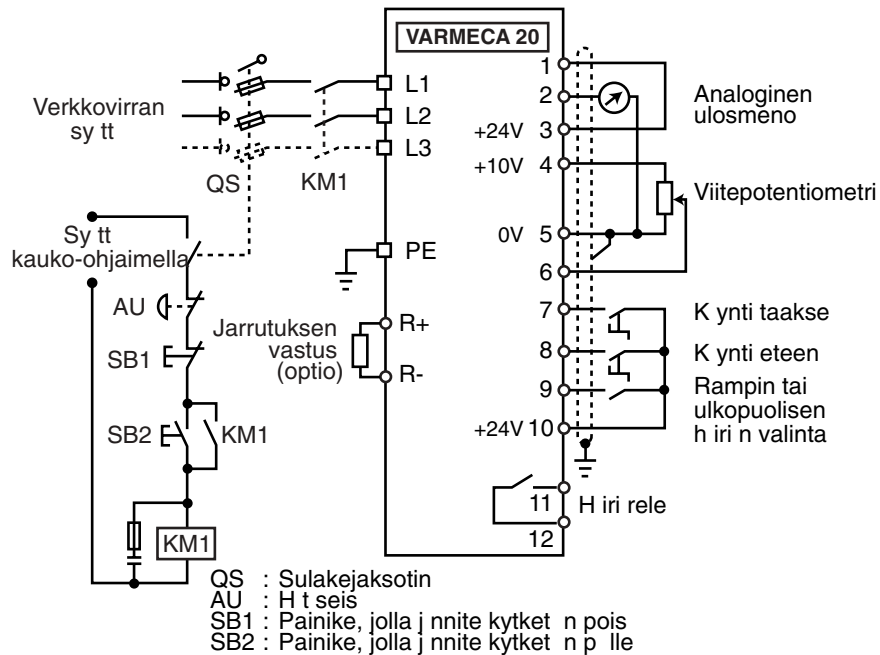 VARMECA 20
Verkkovirran
sy tt
L1
L2
L3
QS
KM1
Sy tt
kauko-ohjaimella
PE
AU
SB1
SB2
KM1
KM1
Jarrutuksen
vastus
(optio)
R+
R-
1
2
+24V 3
+10V 4
0V 5
6
7
8
9
+24V 10
11
12
Analoginen
ulosmeno
Viitepotentiometri
K ynti taakse
K ynti eteen
Rampin tai
ulkopuolisen
h iri n valinta
H iri rele
QS : Sulakejaksotin
AU : H t seis
SB1 : Painike, jolla j nnite kytket n pois
SB2 : Painike, jolla j nnite kytket n p lle